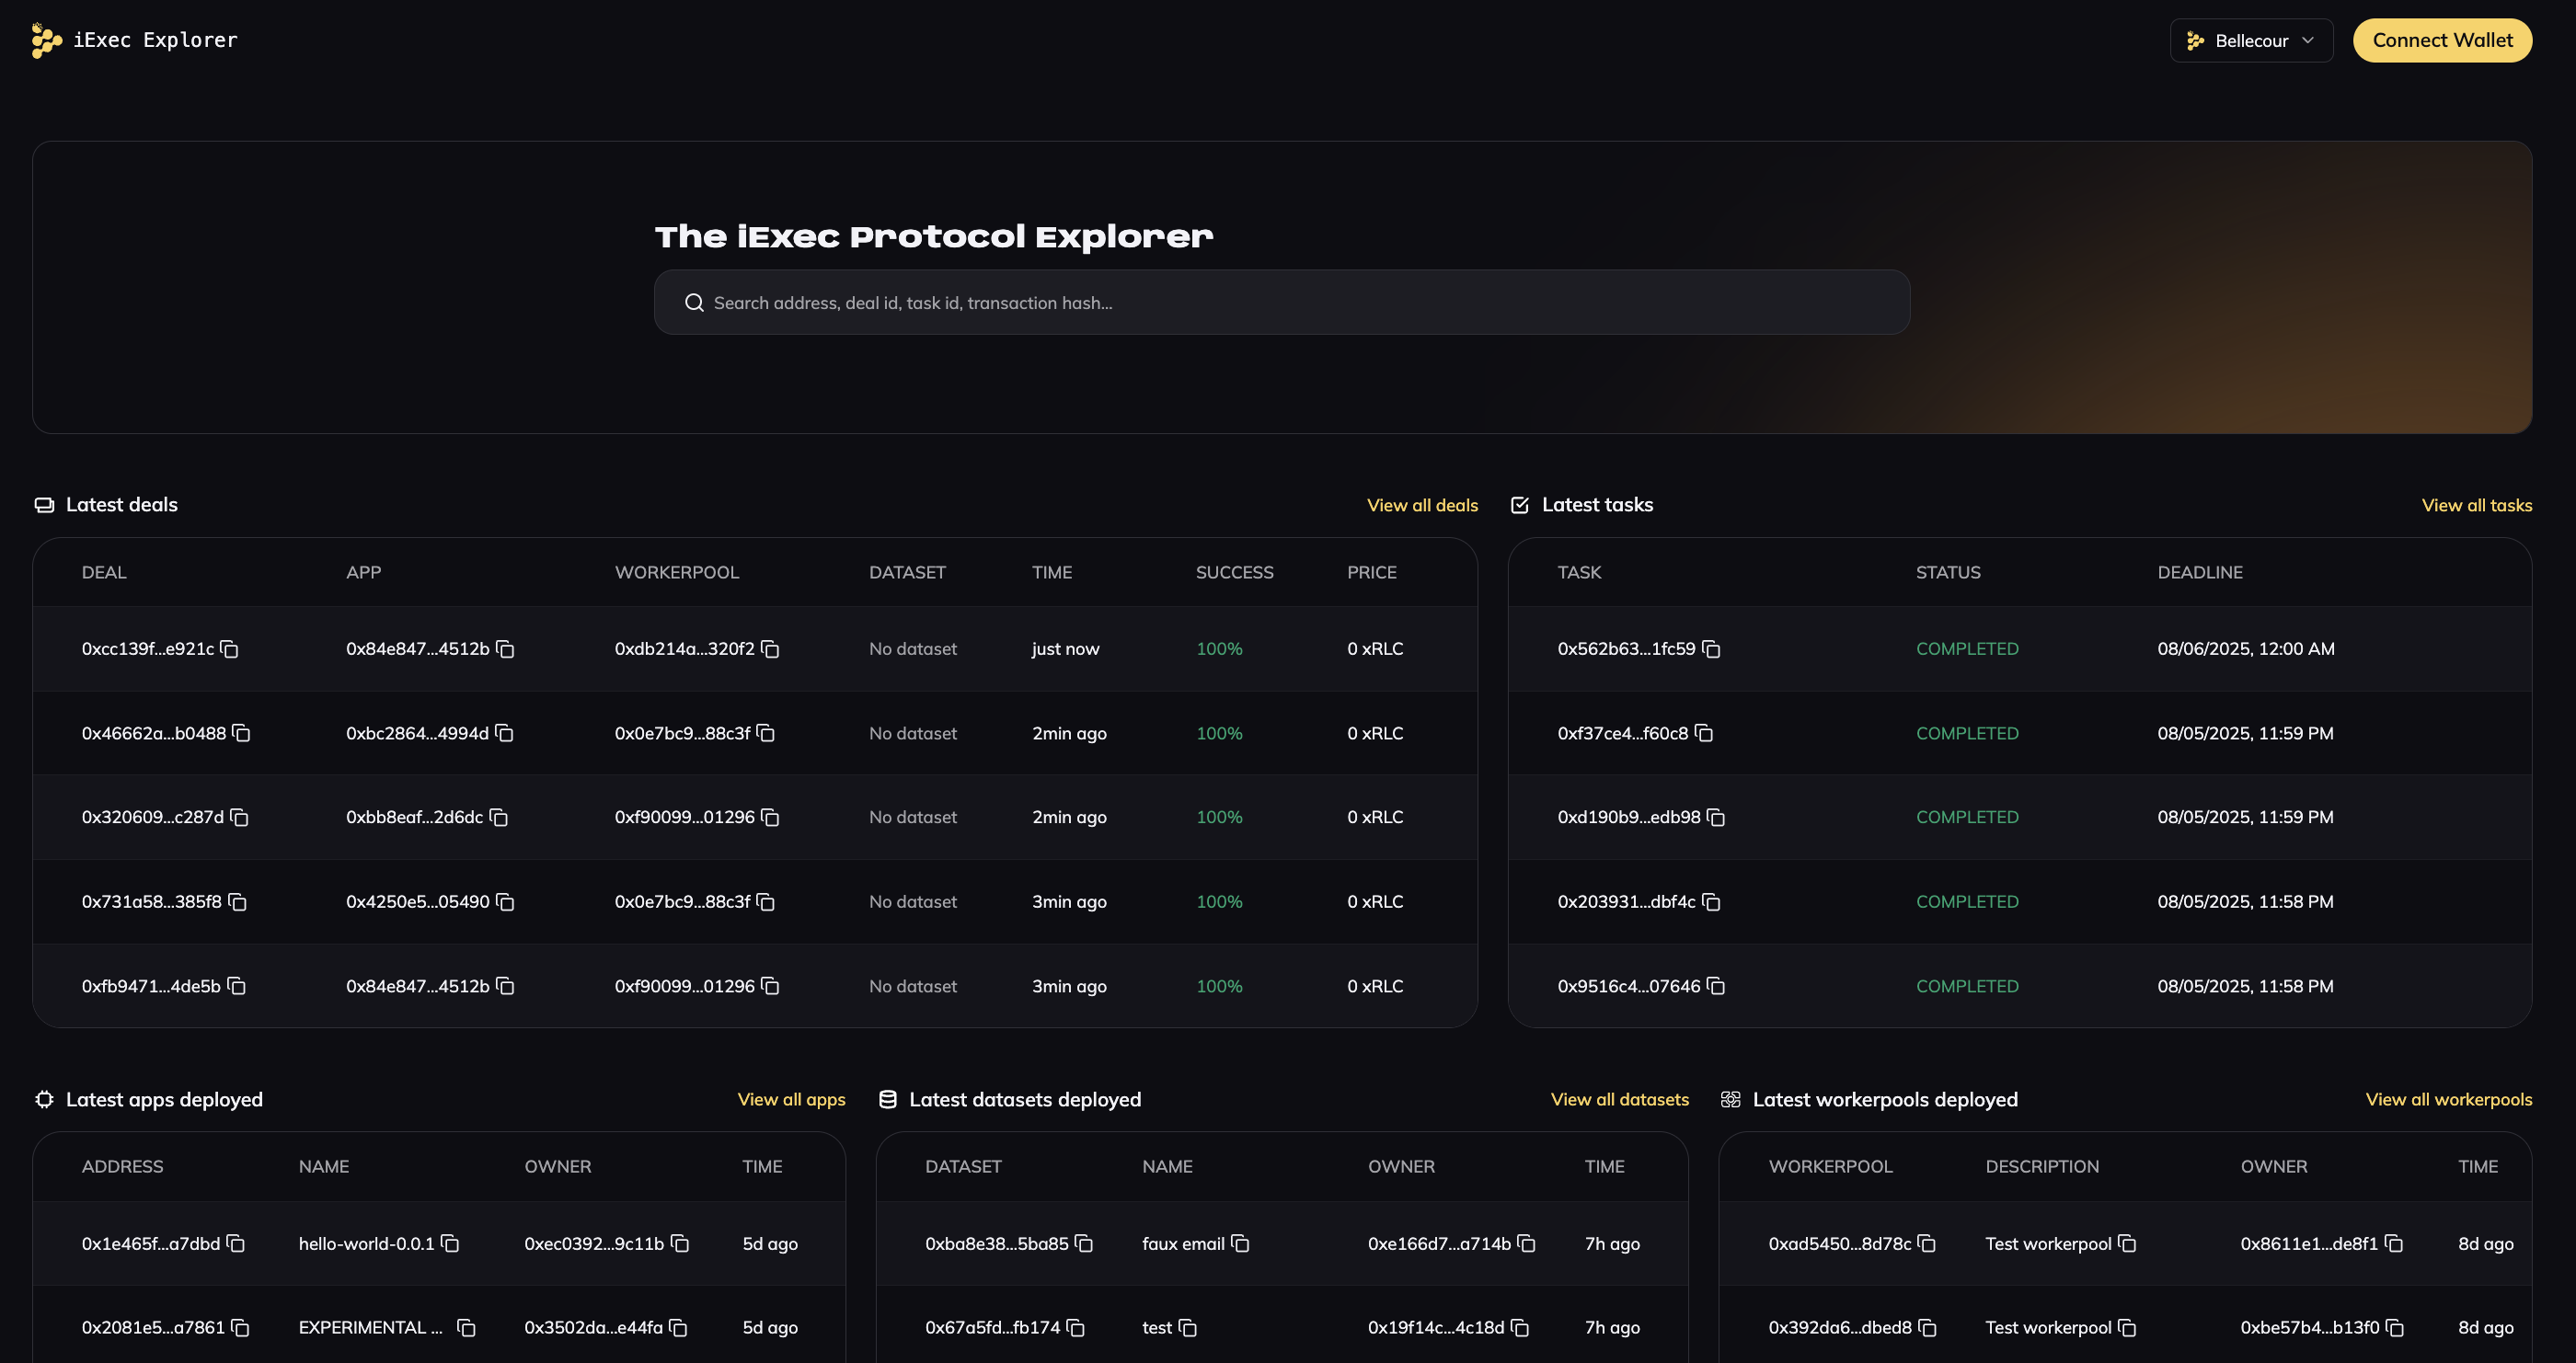 iExec Explorer
Bellecour
Connect Wallet
The iExec Protocol Explorer
Search address, deal id, task id, transaction hash...
Latest deals
View all deals
DEAL APP WORKERPOOL DATASET TIME SUCCESS PRICE
0xcc139f...e921c 0x84e847...4512b 0xdb214a...320f2 No dataset just now 100% 0 xRLC
0x46662a...b0488 0xbc2864...4994d 0x0e7bc9...88c3f No dataset 2min ago 100% 0 xRLC
0x320609...c287d 0xbb8eaf...2d6dc 0xf90099...01296 No dataset 2min ago 100% 0 xRLC
0x731a58...385f8 0x4250e5...05490 0x0e7bc9...88c3f No dataset 3min ago 100% 0 xRLC
0xfb9471...4de5b 0x84e847...4512b 0xf90099...01296 No dataset 3min ago 100% 0 xRLC
Latest tasks
View all tasks
TASK STATUS DEADLINE
0x562b63...1fc59 COMPLETED 08/06/2025, 12:00 AM
0xf37ce4...f60c8 COMPLETED 08/05/2025, 11:59 PM
0xd190b9...edb98 COMPLETED 08/05/2025, 11:59 PM
0x203931...dbf4c COMPLETED 08/05/2025, 11:58 PM
0x9516c4...07646 COMPLETED 08/05/2025, 11:58 PM
Latest apps deployed
View all apps
ADDRESS NAME OWNER TIME
0x1e465f...a7dbd hello-world-0.0.1 0xec0392...9c11b 5d ago
0x2081e5...a7861 EXPERIMENTAL ... 0x3502da...e44fa 5d ago
Latest datasets deployed
View all datasets
DATASET NAME OWNER TIME
0xba8e38...5ba85 faux email 0xe166d7...a714b 7h ago
0x67a5fd...fb174 test 0x19f14c...4c18d 7h ago
Latest workerpools deployed
View all workerpools
WORKERPOOL DESCRIPTION OWNER TIME
0xad5450...8d78c Test workerpool 0x8611e1...de8f1 8d ago
0x392da6...dbed8 Test workerpool 0xbe57b4...b13f0 8d ago